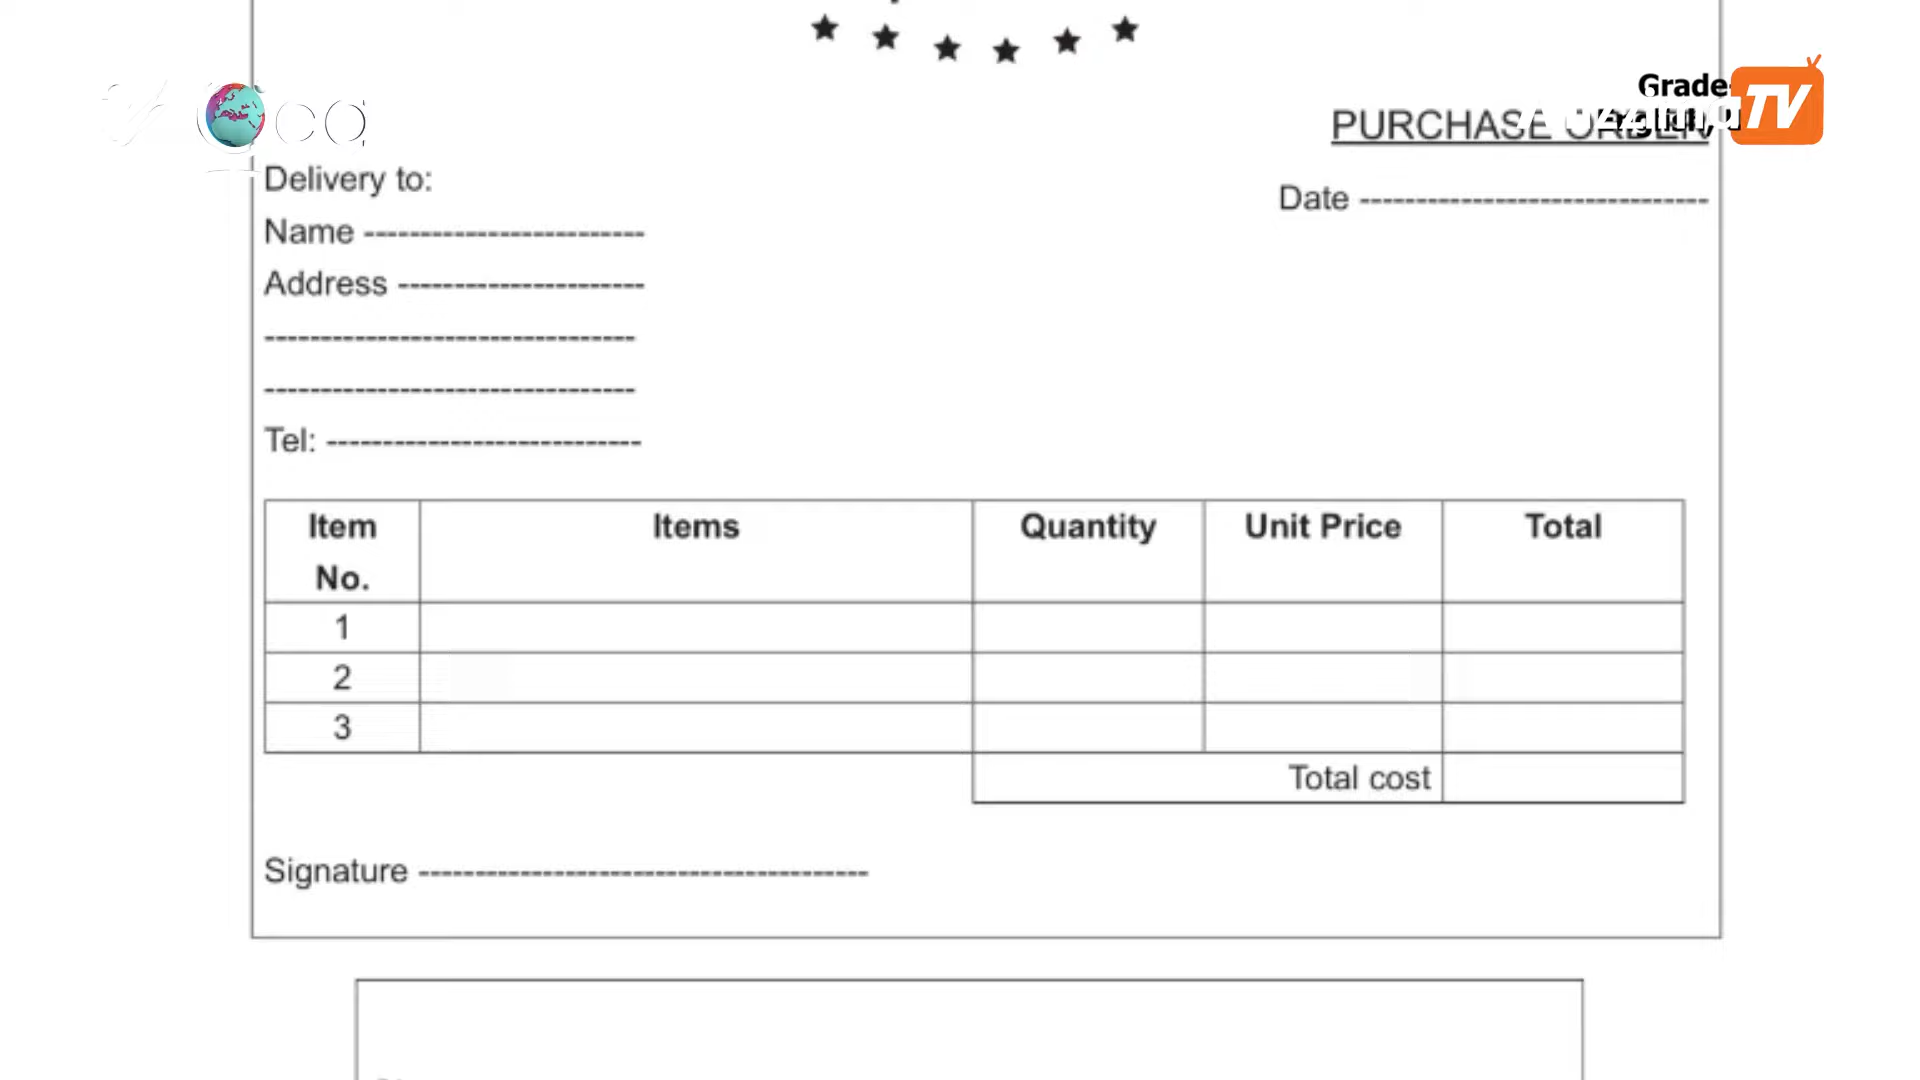 Grade-
PURCHASE ORDER
TV
Delivery to:
Date -------------------------------
Name -------------------------
Address ----------------------
---------------------------------
---------------------------------
Tel: ----------------------------
Item No. Items Quantity Unit Price Total
1
2
3
Total cost
Signature ----------------------------------------